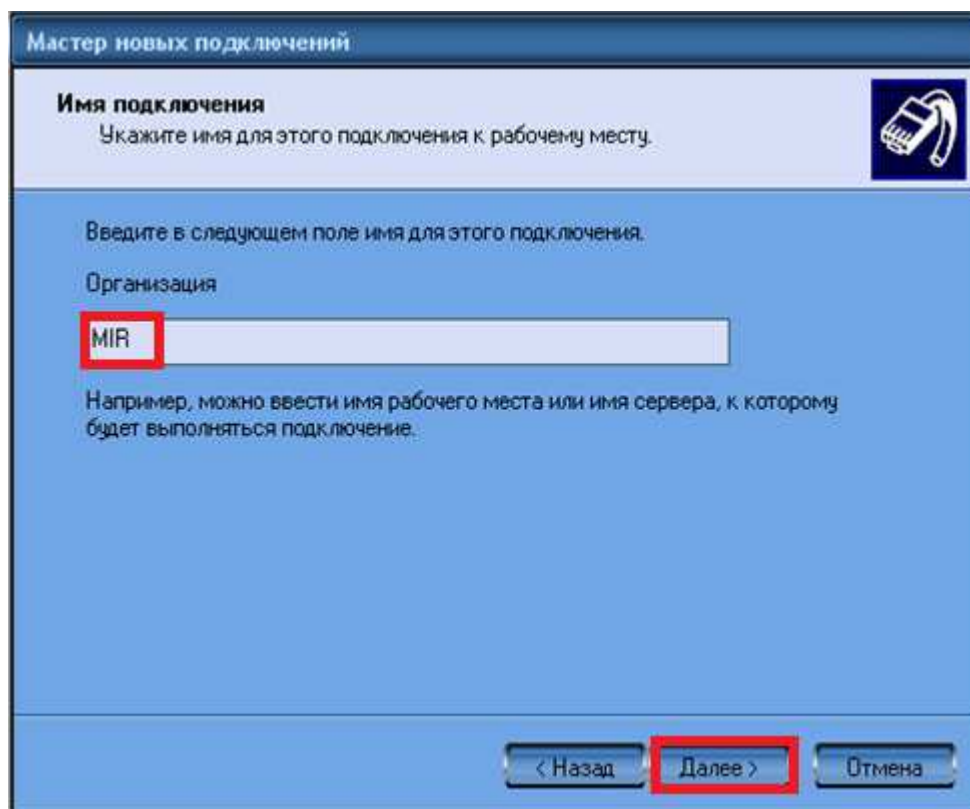 Мастер новых подключений
Имя подключения
Укажите имя для этого подключения к рабочему месту.
Введите в следующем поле имя для этого подключения.
Организация
MIR
Например, можно ввести имя рабочего места или имя сервера, к которому
будет выполняться подключение.
< Назад Далее > Отмена